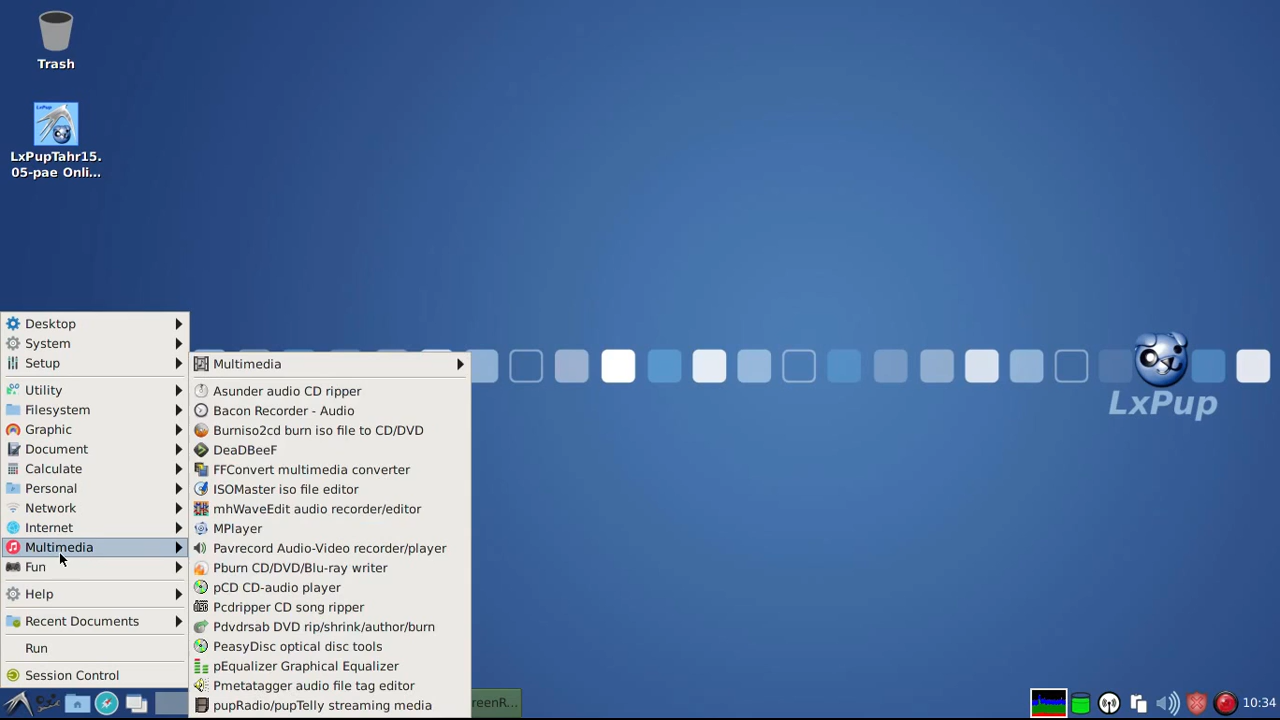 Trash
LxPupTahr15.
05-pae Onli...
Desktop
System
Setup
Utility
Filesystem
Graphic
Document
Calculate
Personal
Network
Internet
Multimedia
Fun
Help
Recent Documents
Run
Session Control
Multimedia
Asunder audio CD ripper
Bacon Recorder - Audio
Burniso2cd burn iso file to CD/DVD
DeaDBeeF
FFConvert multimedia converter
ISOMaster iso file editor
mhWaveEdit audio recorder/editor
MPlayer
Pavrecord Audio-Video recorder/player
Pburn CD/DVD/Blu-ray writer
pCD CD-audio player
Pcdripper CD song ripper
Pdvdrsab DVD rip/shrink/author/burn
PeasyDisc optical disc tools
pEqualizer Graphical Equalizer
Pmetatagger audio file tag editor
pupRadio/pupTelly streaming media
LxPup
reenR...
10:34